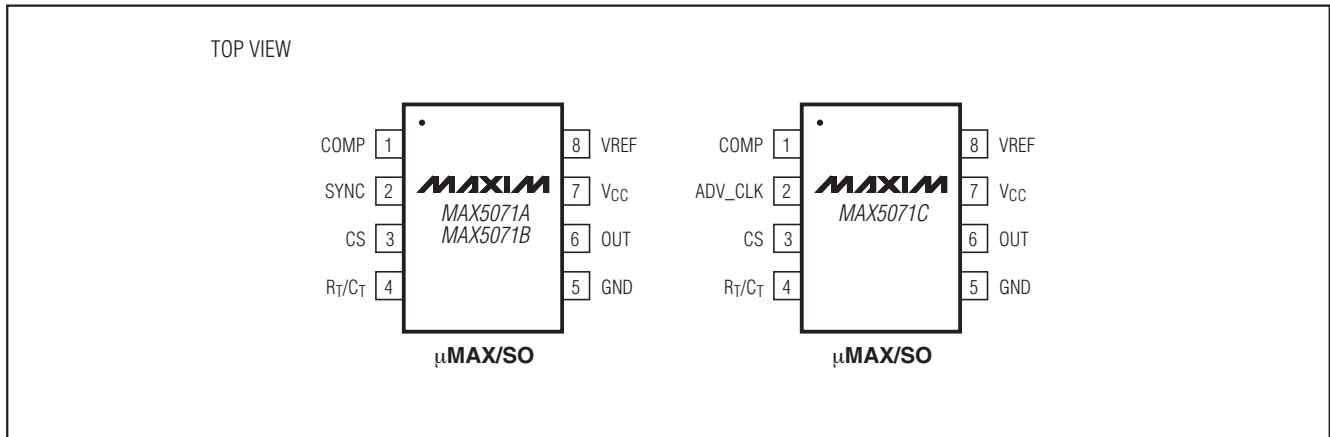 TOP VIEW
COMP 1
SYNC 2
CS 3
RT/CT 4
MAXIM
MAX5071A
MAX5071B
8 VREF
7 VCC
6 OUT
5 GND
µMAX/SO
COMP 1
ADV_CLK 2
CS 3
RT/CT 4
MAXIM
MAX5071C
8 VREF
7 VCC
6 OUT
5 GND
µMAX/SO